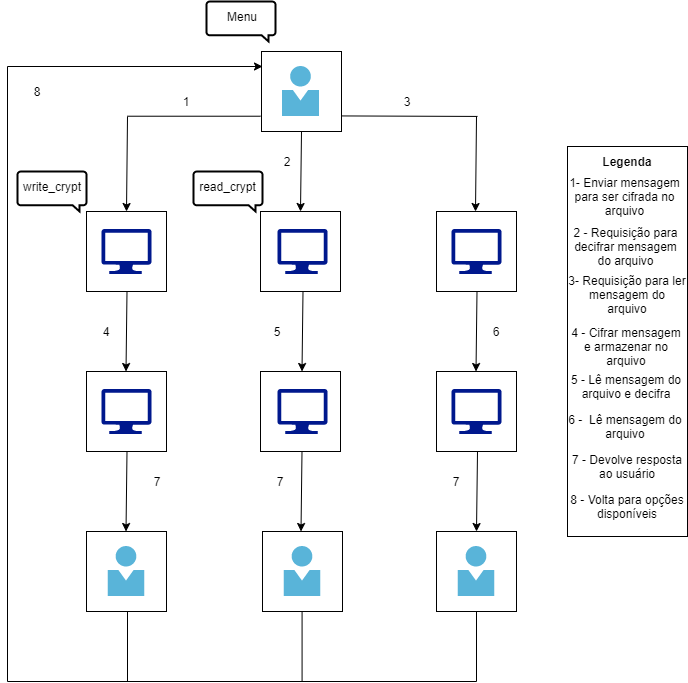 Menu
8
1
3
2
write_crypt
read_crypt
4
5
6
7
7
7
Legenda
1- Enviar mensagem
para ser cifrada no
arquivo
2 - Requisição para
decifrar mensagem
do arquivo
3- Requisição para ler
mensagem do
arquivo
4 - Cifrar mensagem
e armazenar no
arquivo
5 - Lê mensagem do
arquivo e decifra
6 - Lê mensagem do
arquivo
7 - Devolve resposta
ao usuário
8 - Volta para opções
disponíveis